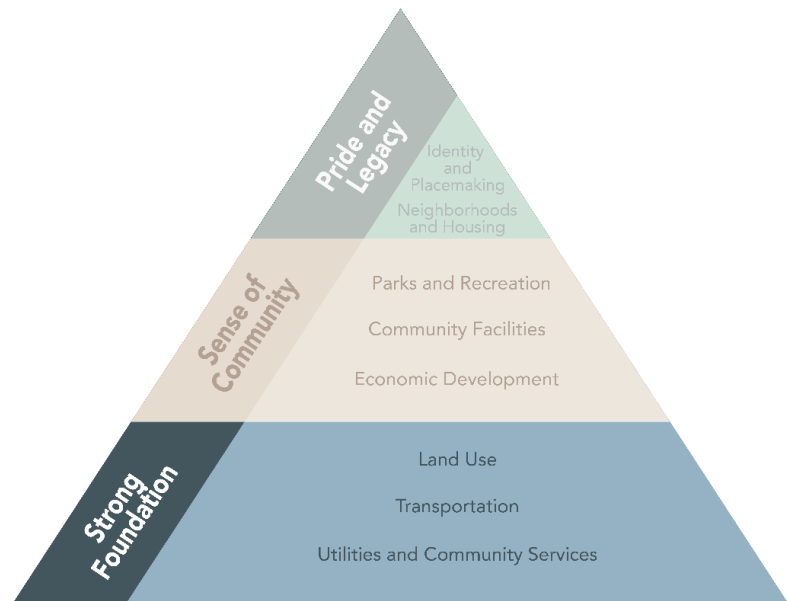 Pride and
Legacy
Identity
and
Placemaking
Neighborhoods
and Housing
Sense of
Community
Parks and Recreation
Community Facilities
Economic Development
Strong
Foundation
Land Use
Transportation
Utilities and Community Services